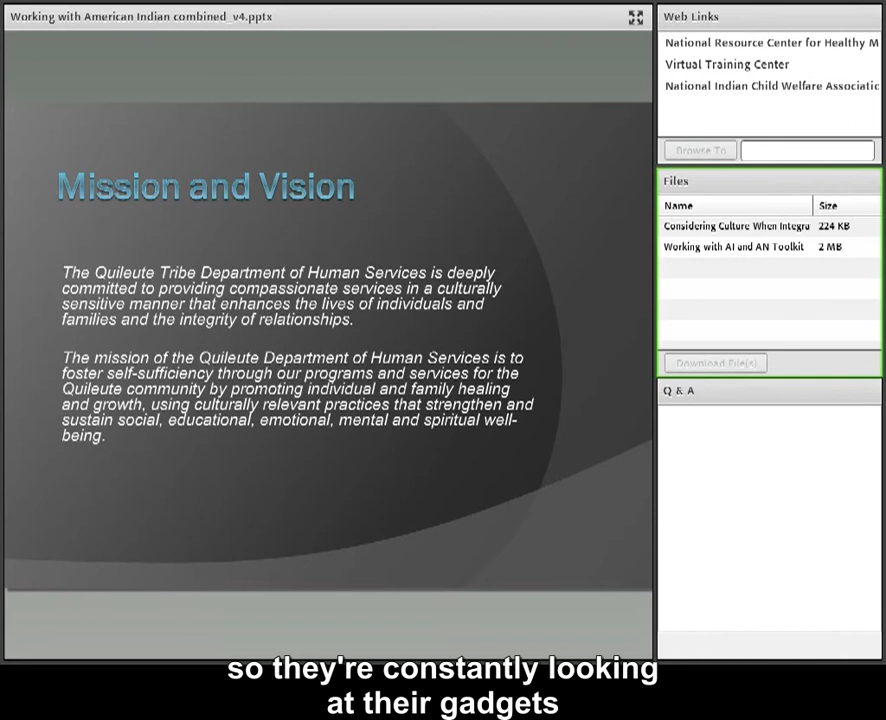 Working with American Indian combined_v4.pptx
Mission and Vision
The Quileute Tribe Department of Human Services is deeply
committed to providing compassionate services in a culturally
sensitive manner that enhances the lives of individuals and
families and the integrity of relationships.
The mission of the Quileute Department of Human Services is to
foster self-sufficiency through our programs and services for the
Quileute community by promoting individual and family healing
and growth, using culturally relevant practices that strengthen and
sustain social, educational, emotional, mental and spiritual well-
being.
Web Links
National Resource Center for Healthy M
Virtual Training Center
National Indian Child Welfare Associatic
Browse To
Files
Name Size
Considering Culture When Integra 224 KB
Working with AI and AN Toolkit 2 MB
Download File(s)
Q & A
so they're constantly looking
at their gadgets